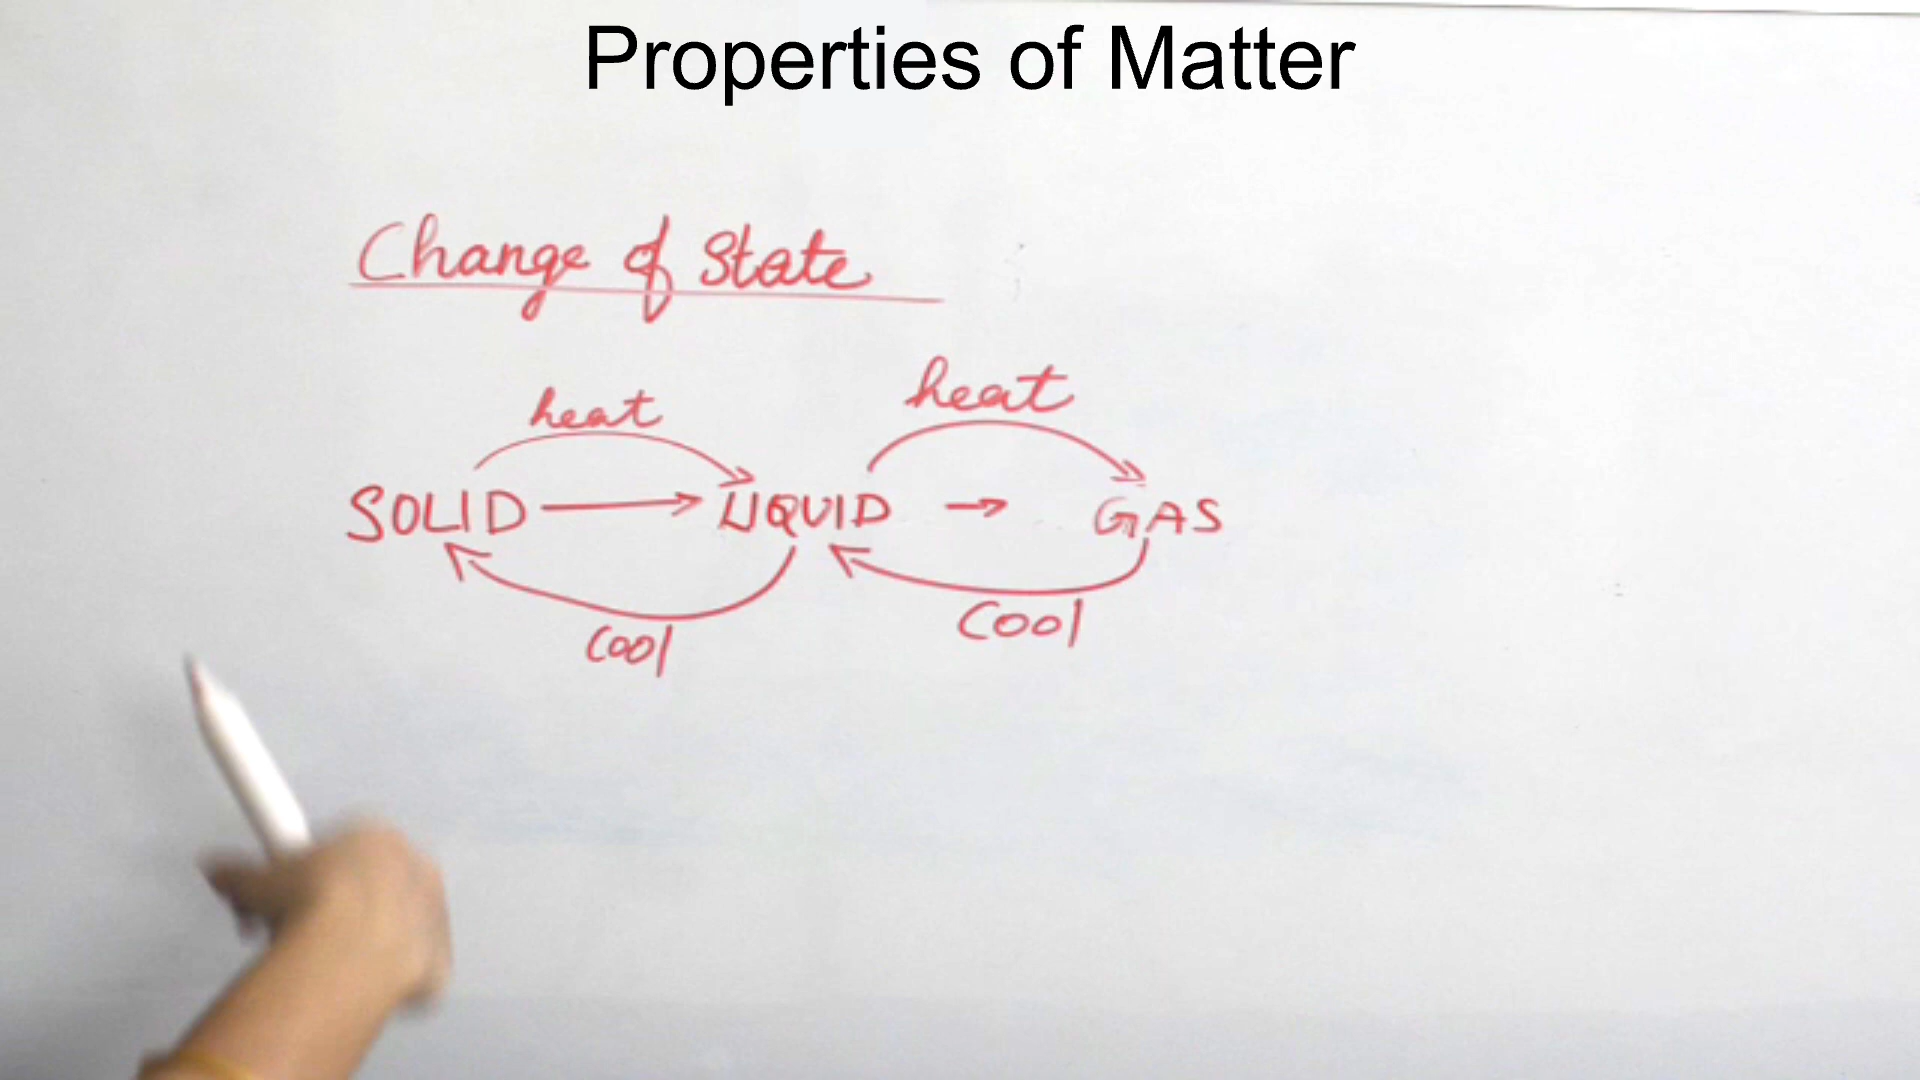 Properties of Matter
Change of State
heat heat
SOLID → LIQUID → GAS
Cool Cool